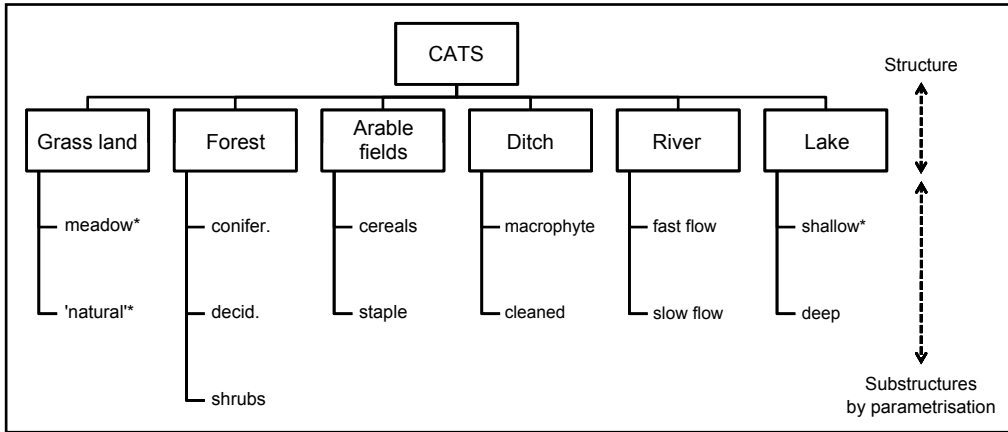 CATS
Structure
Grass land
Forest
Arable
fields
Ditch
River
Lake
meadow*
conifer.
cereals
macrophyte
fast flow
shallow*
'natural'*
decid.
staple
cleaned
slow flow
deep
shrubs
Substructures
by parametrisation